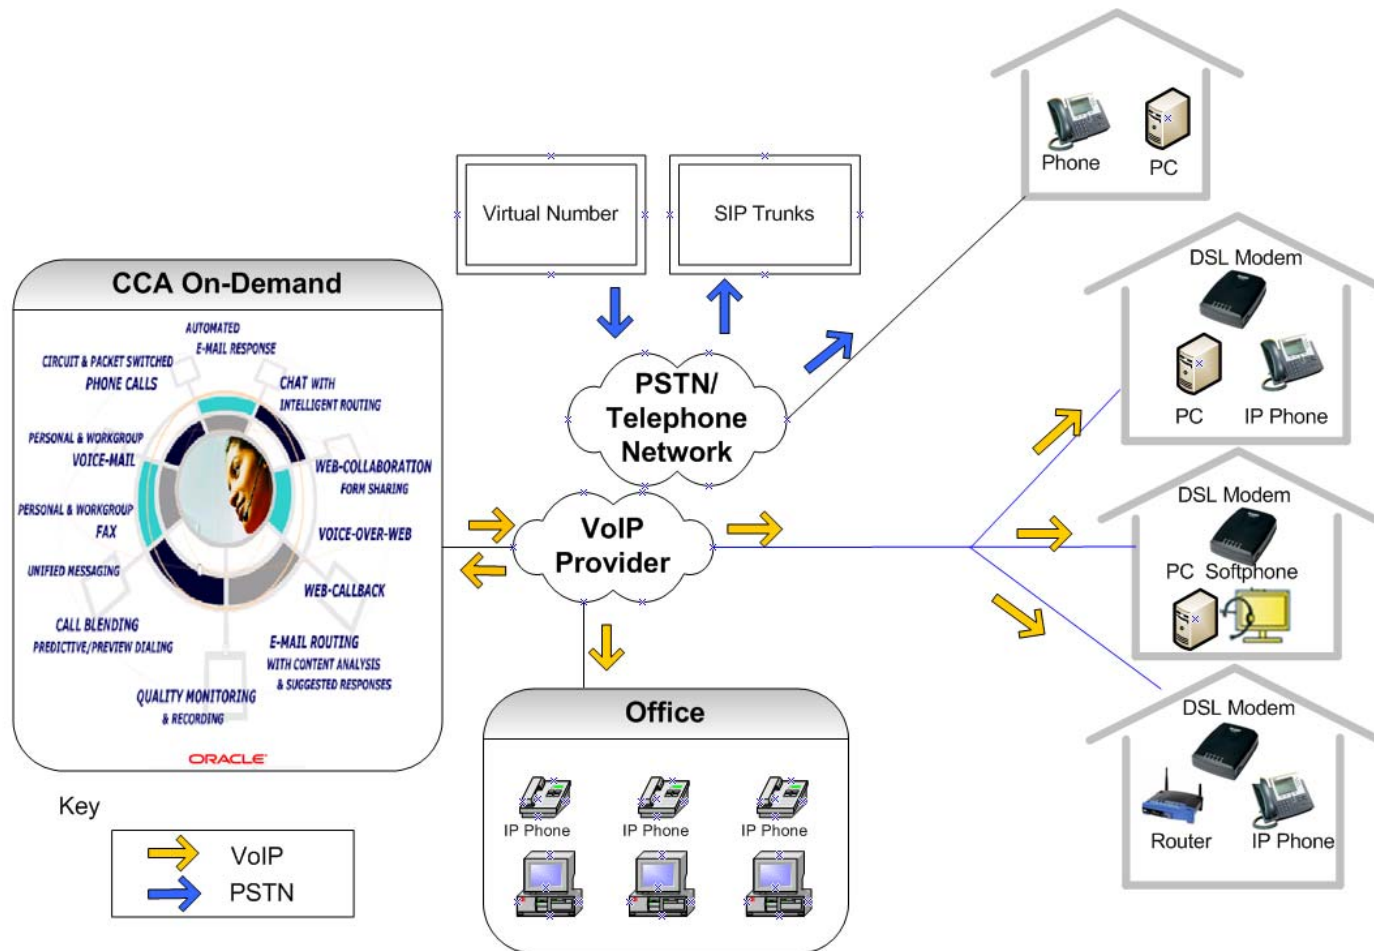 Phone
PC
Virtual Number
SIP Trunks
DSL Modem
PC
IP Phone
CCA On-Demand
AUTOMATED
E-MAIL RESPONSE
CIRCUIT & PACKET SWITCHED
PHONE CALLS
CHAT WITH
INTELLIGENT ROUTING
PERSONAL & WORKGROUP
VOICE-MAIL
WEB-COLLABORATION
FORM SHARING
PERSONAL & WORKGROUP
FAX
VOICE-OVER-WEB
UNIFIED MESSAGING
WEB-CALLBACK
CALL BLENDING
PREDICTIVE/PREVIEW DIALING
E-MAIL ROUTING
WITH CONTENT ANALYSIS
& SUGGESTED RESPONSES
QUALITY MONITORING
& RECORDING
ORACLE
PSTN/
Telephone
Network
VoIP
Provider
DSL Modem
PC Softphone
Office
IP Phone
IP Phone
IP Phone
DSL Modem
Router
IP Phone
Key
VoIP
PSTN